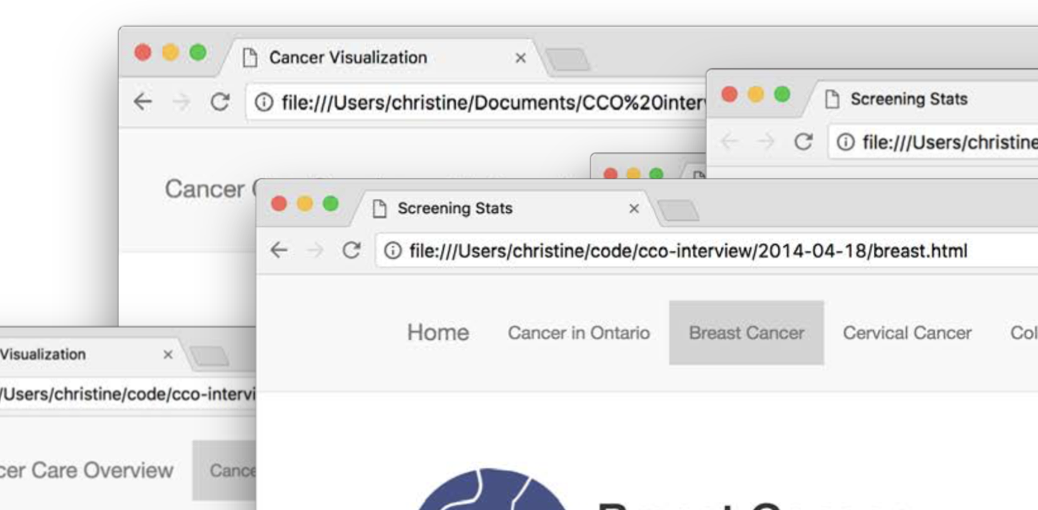 Cancer Visualization
file:///Users/christine/Documents/CCO%20inter
Cancer
Screening Stats
file:///Users/christine
Screening Stats
file:///Users/christine/code/cco-interview/2014-04-18/breast.html
Home Cancer in Ontario Breast Cancer Cervical Cancer Col
Visualization
/Users/christine/code/cco-intervi
cer Care Overview Cance